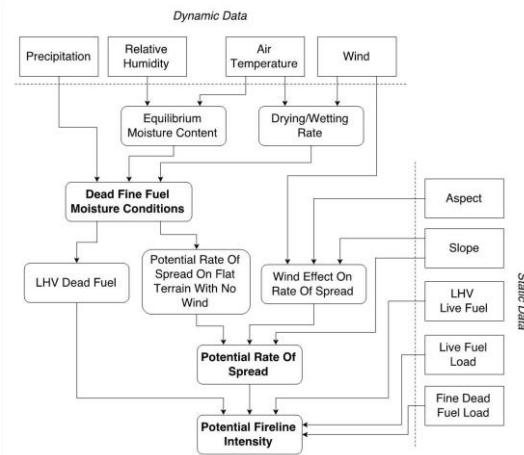 Dynamic Data
Precipitation
Relative
Humidity
Air
Temperature
Wind
Equilibrium
Moisture Content
Drying/Wetting
Rate
Dead Fine Fuel
Moisture Conditions
Aspect
Slope
LHV Dead Fuel
Potential Rate Of
Spread On Flat
Terrain With No
Wind
Wind Effect On
Rate Of Spread
LHV
Live Fuel
Static Data
Potential Rate Of
Spread
Live Fuel
Load
Potential Fireline
Intensity
Fine Dead
Fuel Load